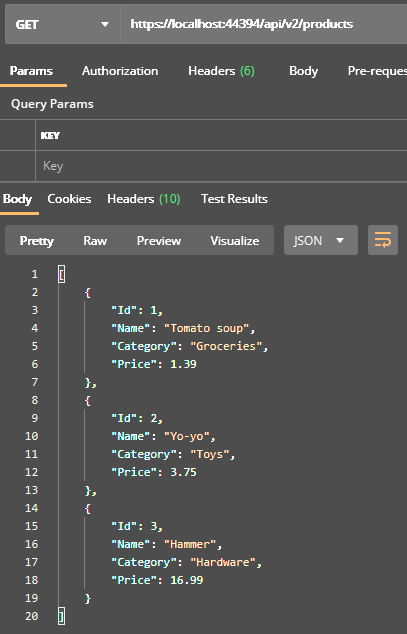 GET https://localhost:44394/api/v2/products
Params Authorization Headers (6) Body Pre-reques
Query Params
KEY
Key
Body Cookies Headers (10) Test Results
Pretty Raw Preview Visualize JSON
1 [
2 {
3 "Id": 1,
4 "Name": "Tomato soup",
5 "Category": "Groceries",
6 "Price": 1.39
7 },
8 {
9 "Id": 2,
10 "Name": "Yo-yo",
11 "Category": "Toys",
12 "Price": 3.75
13 },
14 {
15 "Id": 3,
16 "Name": "Hammer",
17 "Category": "Hardware",
18 "Price": 16.99
19 }
20 ]